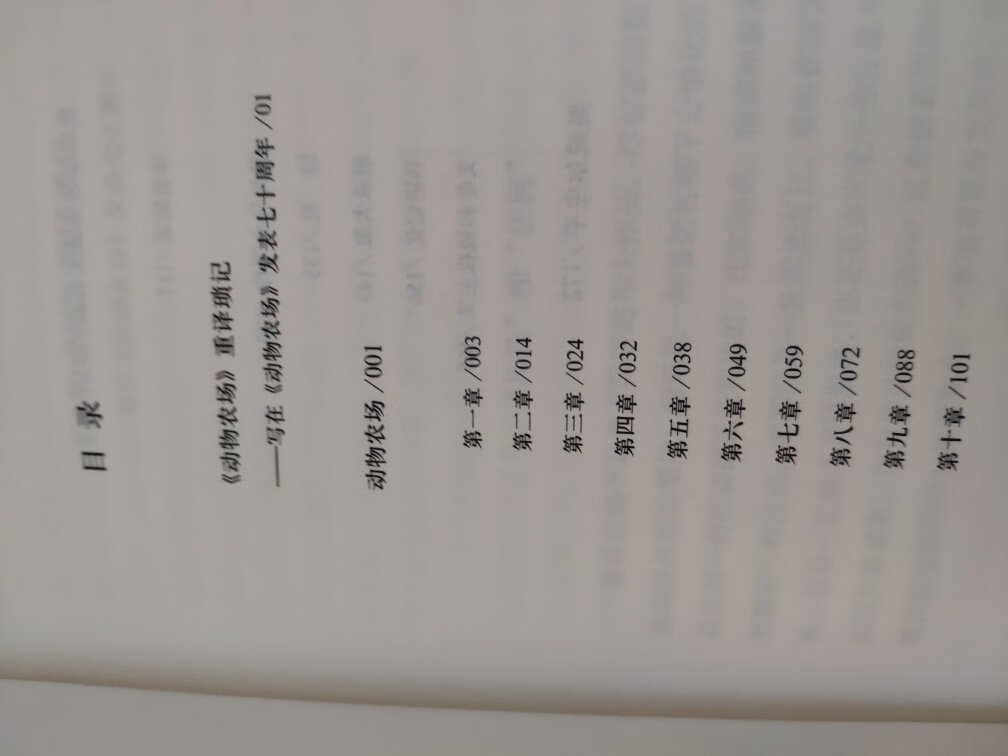 目录
《动物农场》重译琐记
——写在《动物农场》发表七十周年/01
动物农场/001
第一章/003
第二章/014
第三章/024
第四章/032
第五章/038
第六章/049
第七章/059
第八章/072
第九章/088
第十章/101